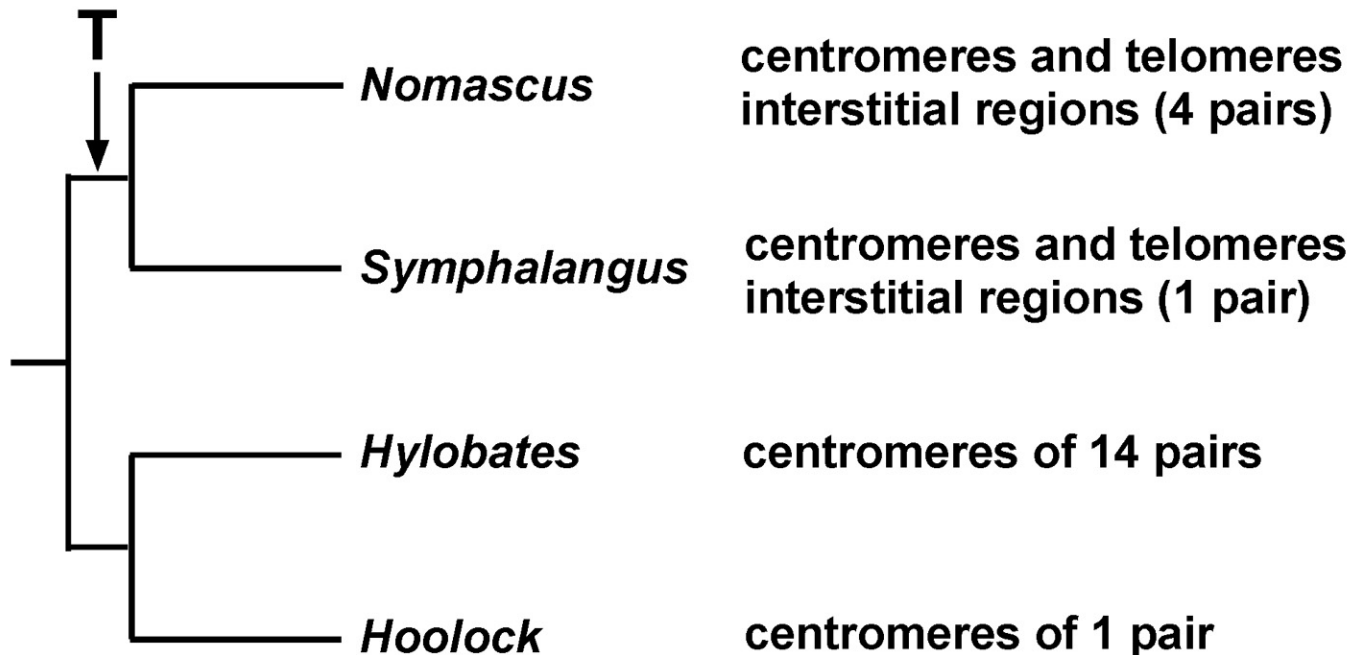 T
Nomascus
centromeres and telomeres
interstitial regions (4 pairs)
Symphalangus
centromeres and telomeres
interstitial regions (1 pair)
Hylobates
centromeres of 14 pairs
Hoolock
centromeres of 1 pair